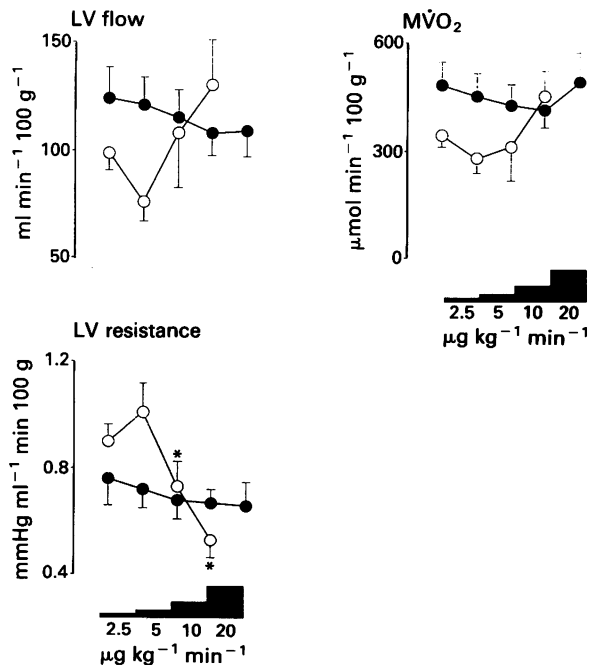 LV flow
150
100
50
ml min⁻¹ 100 g⁻¹
MV̇O₂
600
300
0
μmol min⁻¹ 100 g⁻¹
2.5 5 10 20
μg kg⁻¹ min⁻¹
LV resistance
1.2
0.8
0.4
mmHg ml⁻¹ min 100 g
*
*
2.5 5 10 20
μg kg⁻¹ min⁻¹